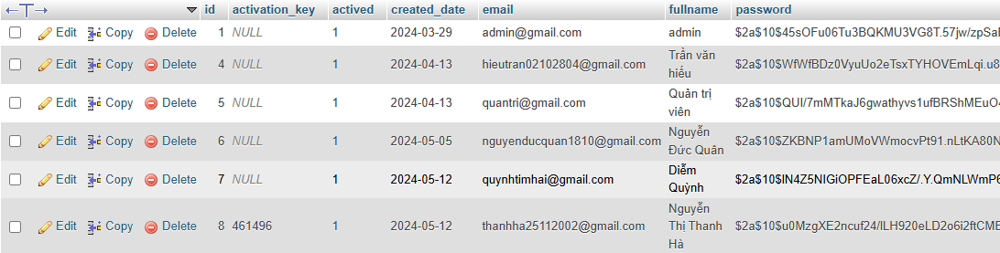 id activation_key actived created_date email fullname password
Edit Copy Delete 1 NULL 1 2024-03-29 admin@gmail.com admin $2a$10$45sOFu06Tu3BQKMU3VG8T.57jw/zpSal
Edit Copy Delete 4 NULL 1 2024-04-13 hieutran02102804@gmail.com Trần văn hiếu $2a$10$WfWfBDz0VyuUo2eTsxTYHOVEmLqi.u8
Edit Copy Delete 5 NULL 1 2024-04-13 quantri@gmail.com Quản trị viên $2a$10$QUI/7mMTkaJ6gwathyvs1ufBRShMEuO4
Edit Copy Delete 6 NULL 1 2024-05-05 nguyenducquan1810@gmail.com Nguyễn Đức Quân $2a$10$ZKBNP1amUMoVWmocvPt91.nLtKA80N
Edit Copy Delete 7 NULL 1 2024-05-12 quynhtimhai@gmail.com Diễm Quỳnh $2a$10$IN4Z5NIGiOPFEaL06xcZ/.Y.QmNLWmP6
Edit Copy Delete 8 461496 1 2024-05-12 thanhha25112002@gmail.com Nguyễn Thị Thanh Hà $2a$10$u0MzgXE2ncuf24/ILH920eLD2o6i2ftCME